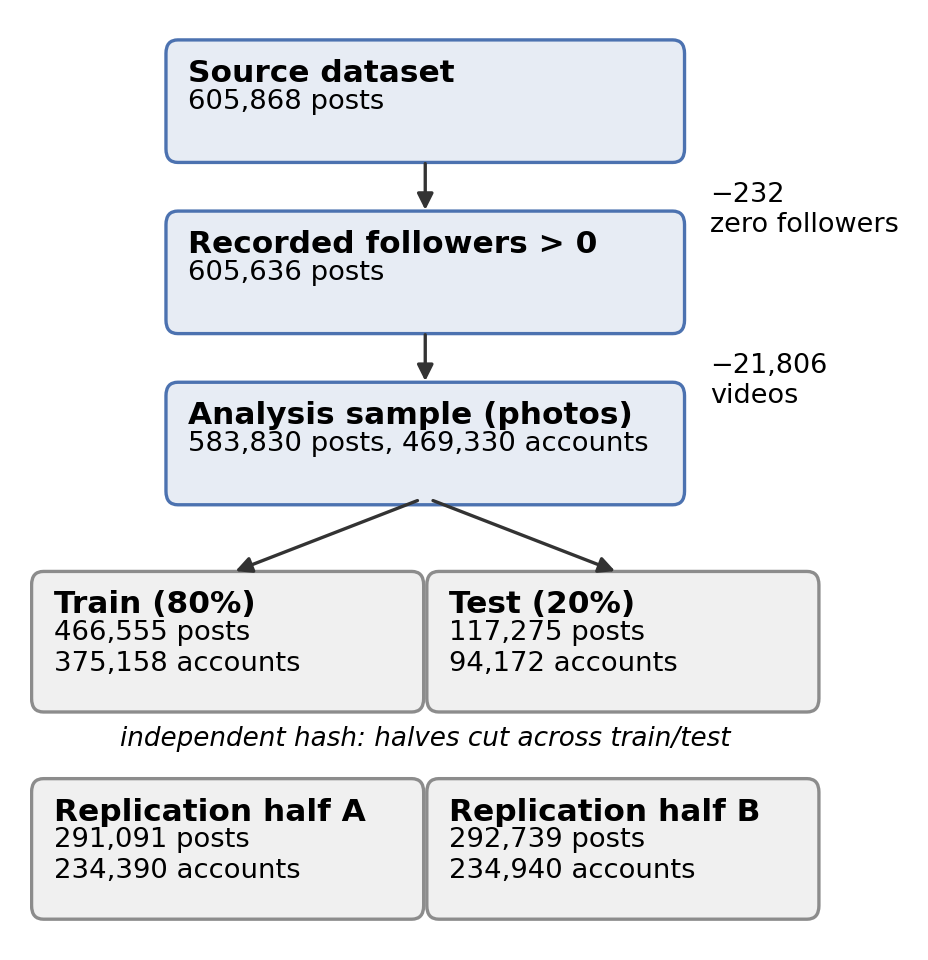 Source dataset
605,868 posts
−232
zero followers
Recorded followers > 0
605,636 posts
−21,806
videos
Analysis sample (photos)
583,830 posts, 469,330 accounts
Train (80%)
466,555 posts
375,158 accounts
Test (20%)
117,275 posts
94,172 accounts
independent hash: halves cut across train/test
Replication half A
291,091 posts
234,390 accounts
Replication half B
292,739 posts
234,940 accounts